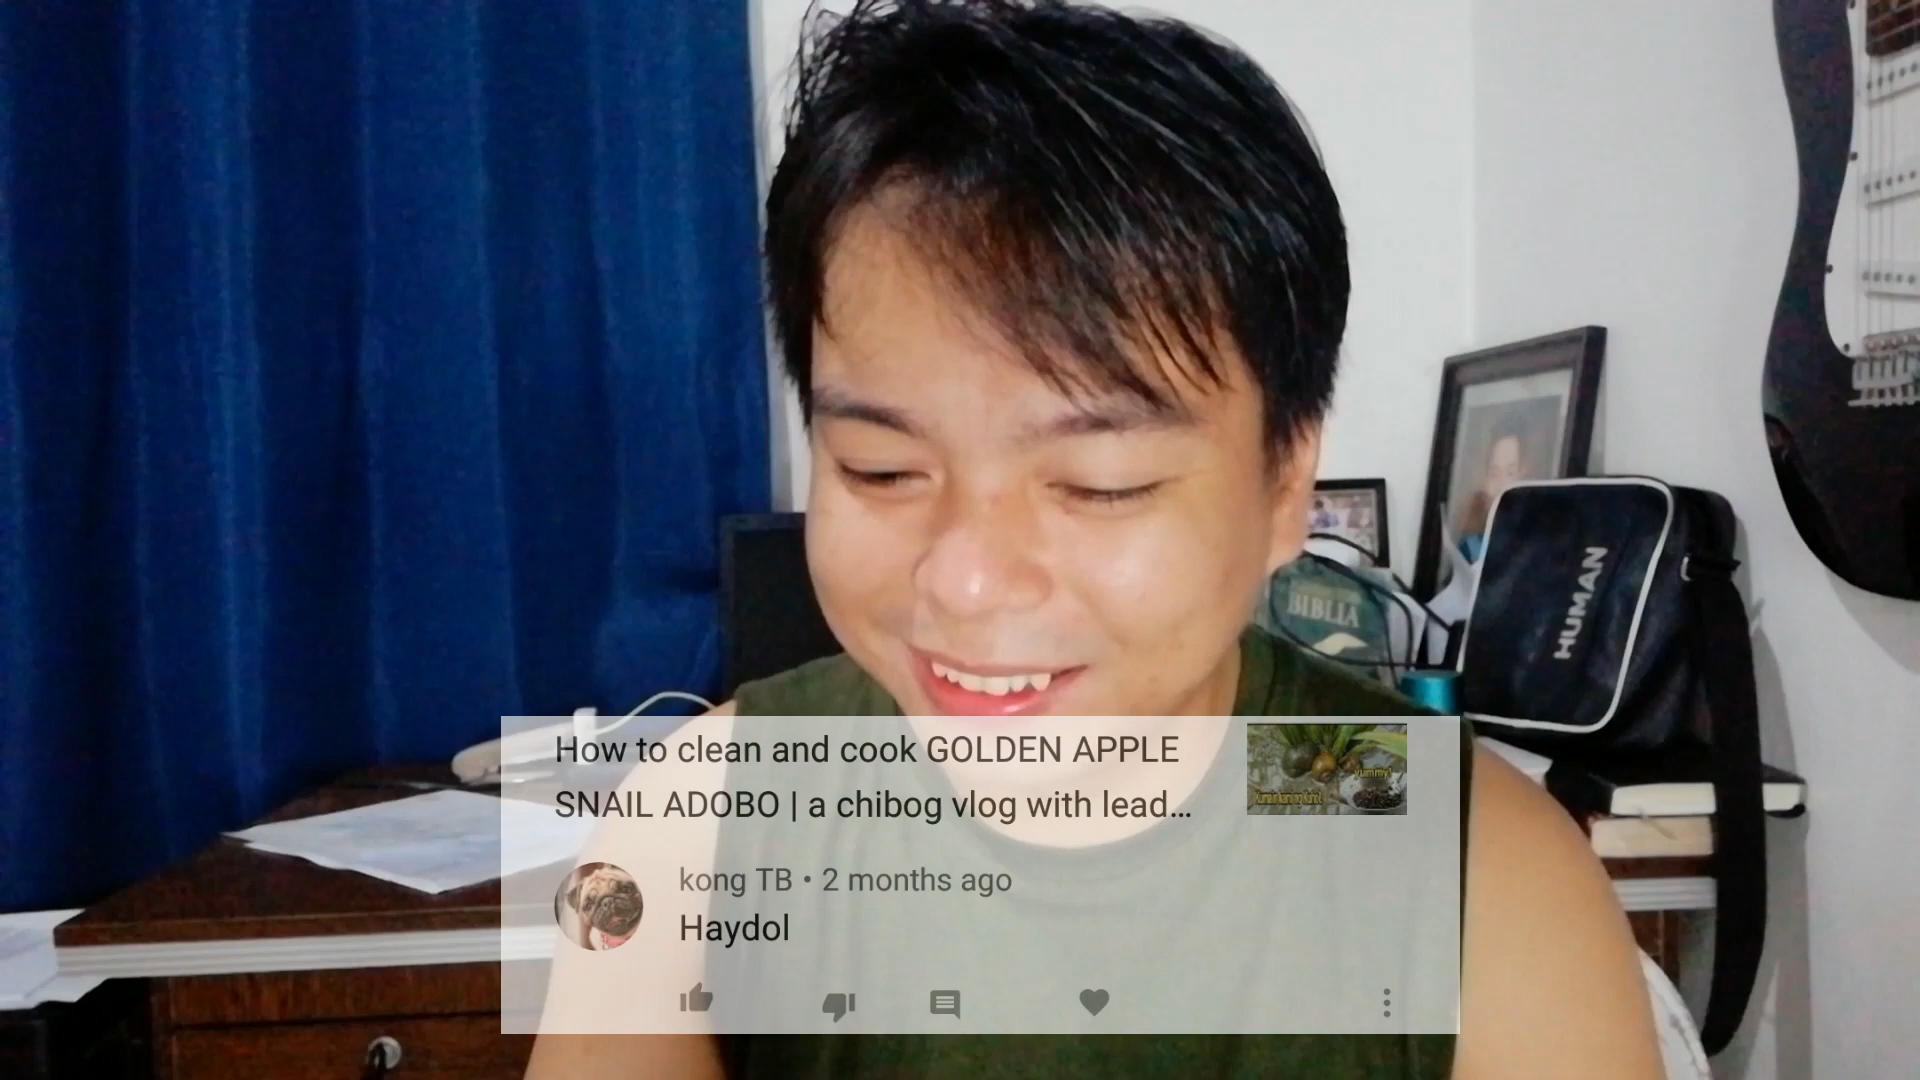 BIBLIA
HUMAN
How to clean and cook GOLDEN APPLE
SNAIL ADOBO | a chibog vlog with lead...
yummy!
kong TB • 2 months ago
Haydol